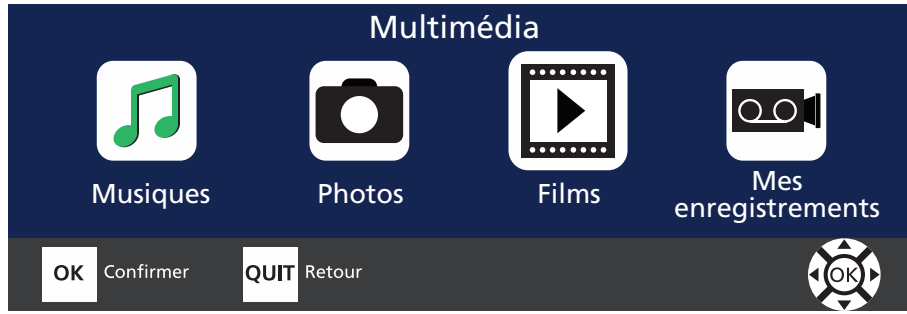 Multimédia
Musiques
Photos
Films
Mes
enregistrements
OK Confirmer
QUIT Retour
OK